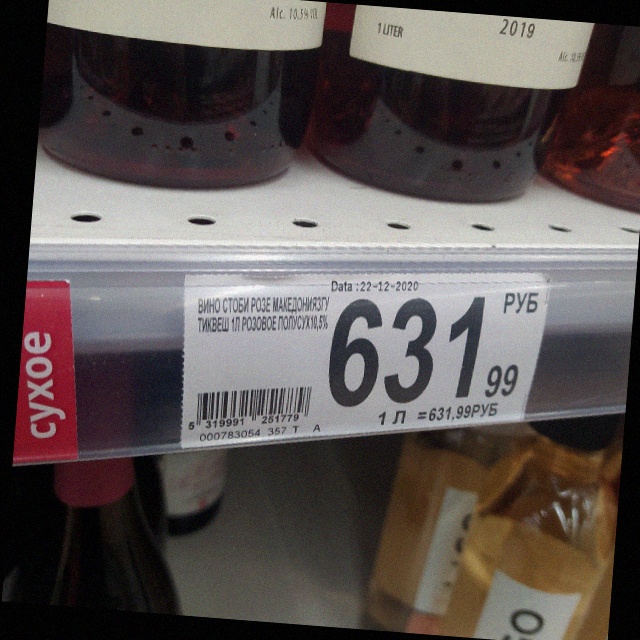 Alc. 10.5% vol.
1 LITER
2019
Data :22-12-2020
ВИНО СТОБИ РОЗЕ МАКЕДОНИЯЗГУ
ТИКВЕШ 1Л РОЗОВОЕ ПОЛУСУХ10,5%
631 99
РУБ
1 Л =631,99РУБ
5 319991 251779
000783054 357 Т А
сухое